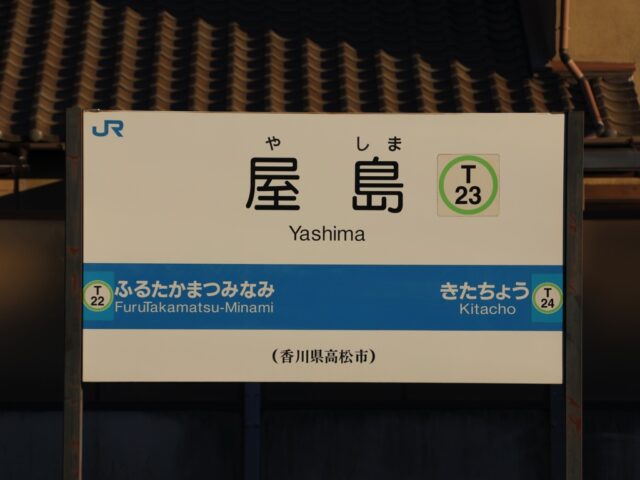 JR
や しま
屋島
T
23
Yashima
T
22
ふるたかまつみなみ
FuruTakamatsu-Minami
きたちょう
Kitacho
T
24
(香川県高松市)